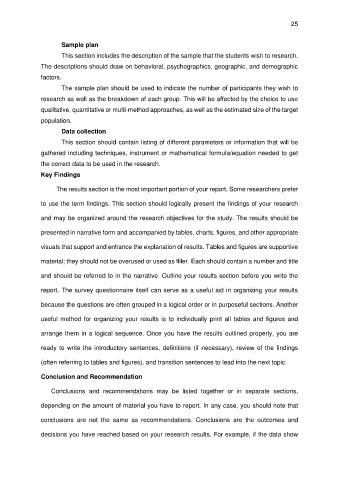 25
Sample plan
This section includes the description of the sample that the students wish to research.
The descriptions should draw on behavioral, psychographics, geographic, and demographic
factors.
The sample plan should be used to indicate the number of participants they wish to
research as well as the breakdown of each group. This will be affected by the choice to use
qualitative, quantitative or multi-method approaches, as well as the estimated size of the target
population.
Data collection
This section should contain listing of different parameters or information that will be
gathered including techniques, instrument or mathematical formula/equation needed to get
the correct data to be used in the research.
Key Findings
The results section is the most important portion of your report. Some researchers prefer
to use the term findings. This section should logically present the findings of your research
and may be organized around the research objectives for the study. The results should be
presented in narrative form and accompanied by tables, charts, figures, and other appropriate
visuals that support and enhance the explanation of results. Tables and figures are supportive
material; they should not be overused or used as filler. Each should contain a number and title
and should be referred to in the narrative. Outline your results section before you write the
report. The survey questionnaire itself can serve as a useful aid in organizing your results
because the questions are often grouped in a logical order or in purposeful sections. Another
useful method for organizing your results is to individually print all tables and figures and
arrange them in a logical sequence. Once you have the results outlined properly, you are
ready to write the introductory sentences, definitions (if necessary), review of the findings
(often referring to tables and figures), and transition sentences to lead into the next topic.
Conclusion and Recommendation
Conclusions and recommendations may be listed together or in separate sections,
depending on the amount of material you have to report. In any case, you should note that
conclusions are not the same as recommendations. Conclusions are the outcomes and
decisions you have reached based on your research results. For example, if the data show